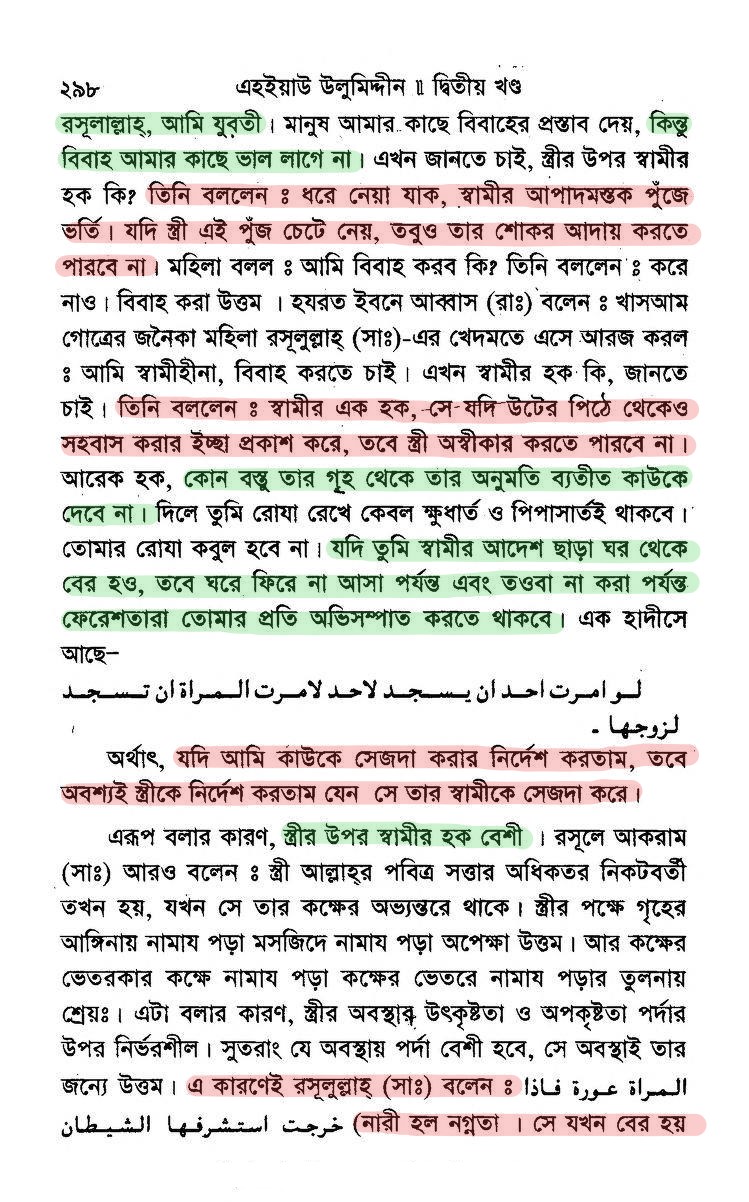 ২৯৮ এহইয়াউ উলুমিদ্দীন ॥ দ্বিতীয় খণ্ড
রসূলাল্লাহ্, আমি যুবতী। মানুষ আমার কাছে বিবাহের প্রস্তাব দেয়, কিন্তু
বিবাহ আমার কাছে ভাল লাগে না। এখন জানতে চাই, স্ত্রীর উপর স্বামীর
হক কি? তিনি বললেন ঃ ধরে নেয়া যাক, স্বামীর আপাদমস্তক পুঁজে
ভর্তি। যদি স্ত্রী এই পুঁজ চেটে নেয়, তবুও তার শোকর আদায় করতে
পারবে না। মহিলা বলল ঃ আমি বিবাহ করব কি? তিনি বললেন ঃ করে
নাও। বিবাহ করা উত্তম । হযরত ইবনে আব্বাস (রাঃ) বলেন ঃ খাসআম
গোত্রের জনৈকা মহিলা রসূলুল্লাহ্ (সাঃ)-এর খেদমতে এসে আরজ করল
ঃ আমি স্বামীহীনা, বিবাহ করতে চাই। এখন স্বামীর হক কি, জানতে
চাই। তিনি বললেন ঃ স্বামীর এক হক, সে যদি উটের পিঠে থেকেও
সহবাস করার ইচ্ছা প্রকাশ করে, তবে স্ত্রী অস্বীকার করতে পারবে না।
আরেক হক, কোন বস্তু তার গৃহ থেকে তার অনুমতি ব্যতীত কাউকে
দেবে না। দিলে তুমি রোযা রেখে কেবল ক্ষুধার্ত ও পিপাসার্তই থাকবে।
তোমার রোযা কবুল হবে না। যদি তুমি স্বামীর আদেশ ছাড়া ঘর থেকে
বের হও, তবে ঘরে ফিরে না আসা পর্যন্ত এবং তওবা না করা পর্যন্ত
ফেরেশতারা তোমার প্রতি অভিসম্পাত করতে থাকবে। এক হাদীসে
আছে–
لو امرت احد ان يسجد لاحد لامرت المراة ان تسجد
لزوجها ـ
অর্থাৎ, যদি আমি কাউকে সেজদা করার নির্দেশ করতাম, তবে
অবশ্যই স্ত্রীকে নির্দেশ করতাম যেন সে তার স্বামীকে সেজদা করে।
এরূপ বলার কারণ, স্ত্রীর উপর স্বামীর হক বেশী । রসূলে আকরাম
(সাঃ) আরও বলেন ঃ স্ত্রী আল্লাহ্‌র পবিত্র সত্তার অধিকতর নিকটবর্তী
তখন হয়, যখন সে তার কক্ষের অভ্যন্তরে থাকে। স্ত্রীর পক্ষে গৃহের
আঙ্গিনায় নামায পড়া মসজিদে নামায পড়া অপেক্ষা উত্তম। আর কক্ষের
ভেতরকার কক্ষে নামায পড়া কক্ষের ভেতরে নামায পড়ার তুলনায়
শ্রেয়ঃ। এটা বলার কারণ, স্ত্রীর অবস্থার উৎকৃষ্টতা ও অপকৃষ্টতা পর্দার
উপর নির্ভরশীল। সুতরাং যে অবস্থায় পর্দা বেশী হবে, সে অবস্থাই তার
জন্যে উত্তম। এ কারণেই রসূলুল্লাহ্ (সাঃ) বলেন ঃ المراة عورة فاذا
خرجت استشرفها الشيطان (নারী হল নগ্নতা । সে যখন বের হয়